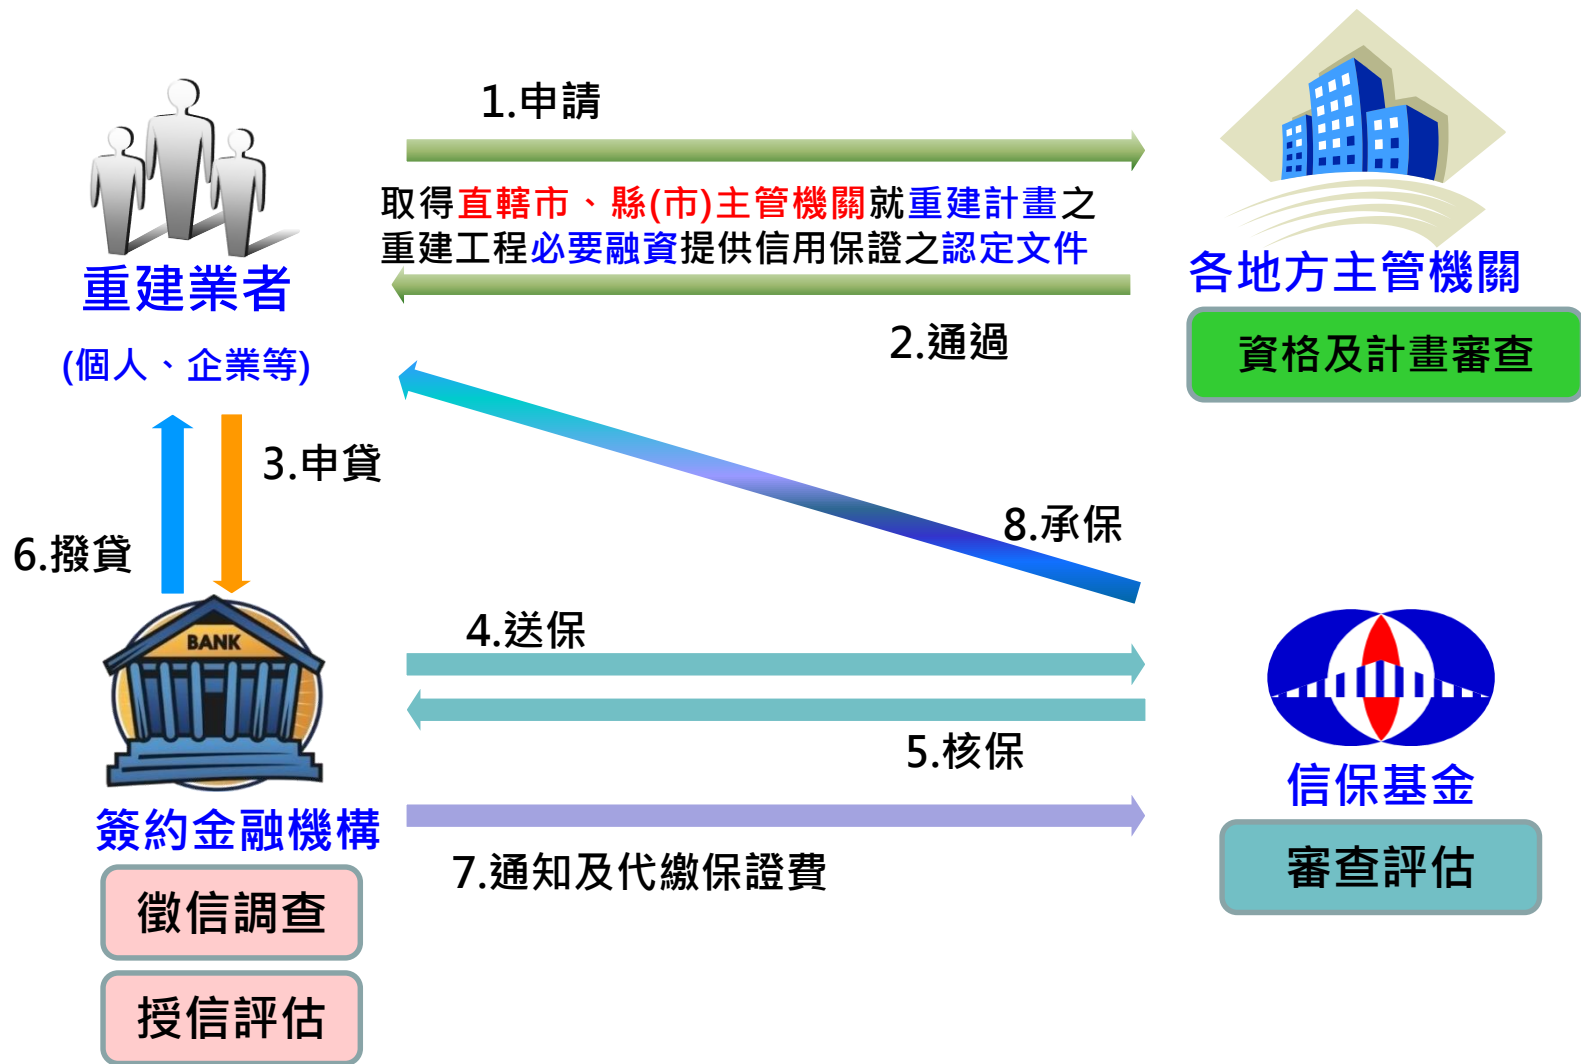 1.申請
取得直轄市、縣(市)主管機關就重建計畫之
重建工程必要融資提供信用保證之認定文件
重建業者
(個人、企業等)
各地方主管機關
資格及計畫審查
2.通過
3.申貸
6.撥貸
8.承保
BANK
4.送保
5.核保
簽約金融機構
信保基金
7.通知及代繳保證費
審查評估
徵信調查
授信評估